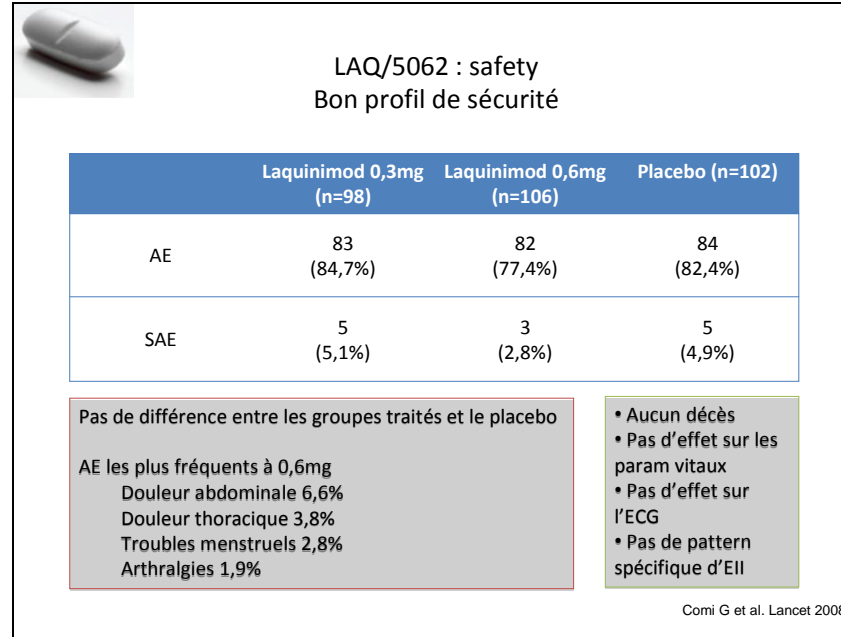 LAQ/5062 : safety
Bon profil de sécurité
Laquinimod 0,3mg Laquinimod 0,6mg Placebo (n=102)
(n=98) (n=106)
AE 83 82 84
(84,7%) (77,4%) (82,4%)
SAE 5 3 5
(5,1%) (2,8%) (4,9%)
Pas de différence entre les groupes traités et le placebo
AE les plus fréquents à 0,6mg
Douleur abdominale 6,6%
Douleur thoracique 3,8%
Troubles menstruels 2,8%
Arthralgies 1,9%
• Aucun décès
• Pas d'effet sur les
param vitaux
• Pas d'effet sur
l'ECG
• Pas de pattern
spécifique d'EII
Comi G et al. Lancet 2008